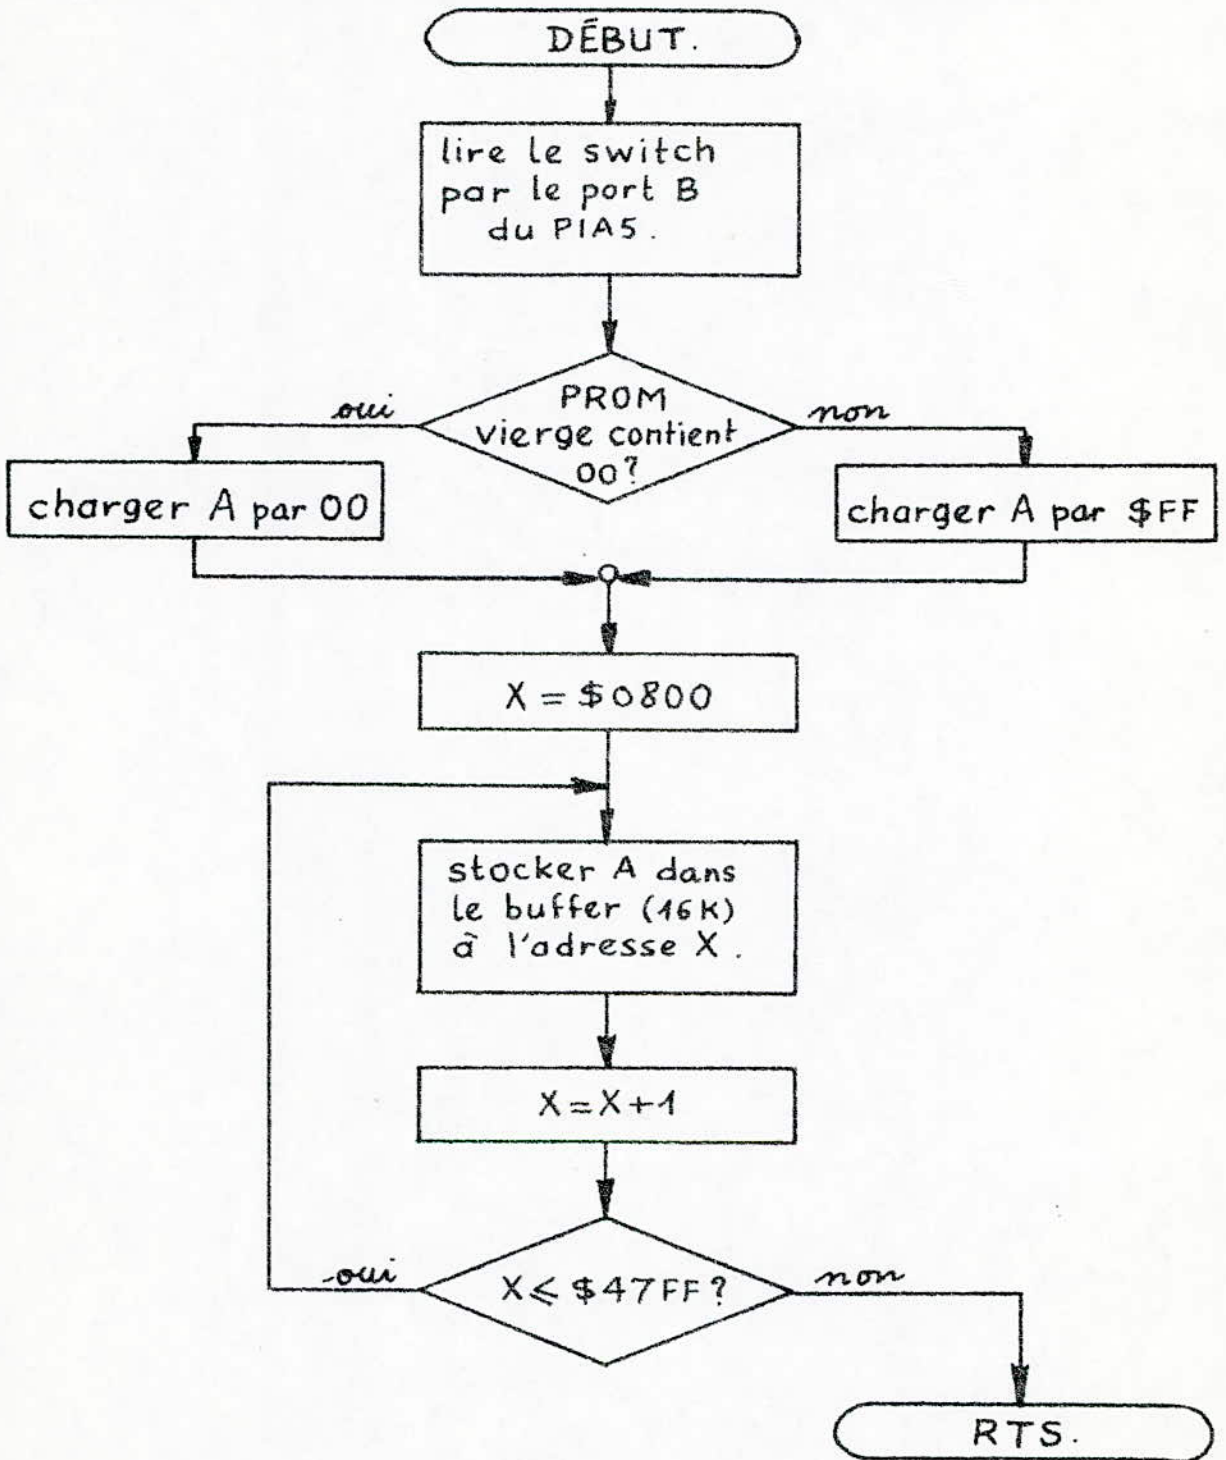 DÉBUT.
lire le switch
par le port B
du PIA5.
PROM
vierge contient
00?
oui
non
charger A par 00
charger A par $FF
X = $0800
stocker A dans
le buffer (16K)
à l'adresse X.
X=X+1
X⩽$47FF?
oui
non
RTS.